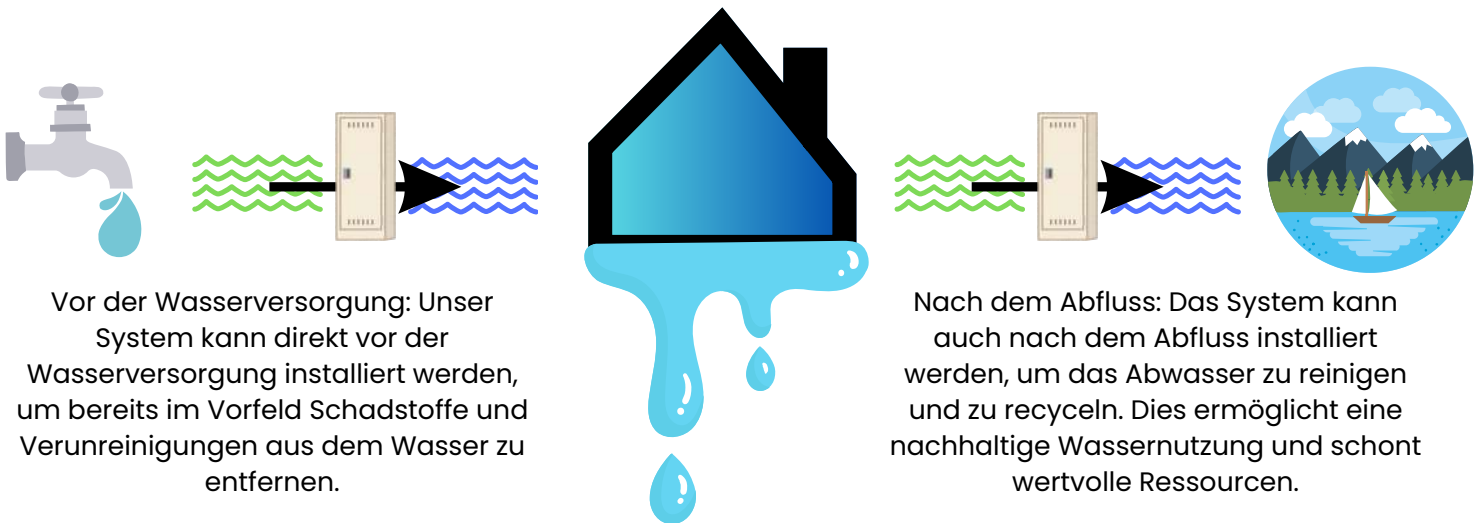 Vor der Wasserversorgung: Unser
System kann direkt vor der
Wasserversorgung installiert werden,
um bereits im Vorfeld Schadstoffe und
Verunreinigungen aus dem Wasser zu
entfernen.
Nach dem Abfluss: Das System kann
auch nach dem Abfluss installiert
werden, um das Abwasser zu reinigen
und zu recyceln. Dies ermöglicht eine
nachhaltige Wassernutzung und schont
wertvolle Ressourcen.